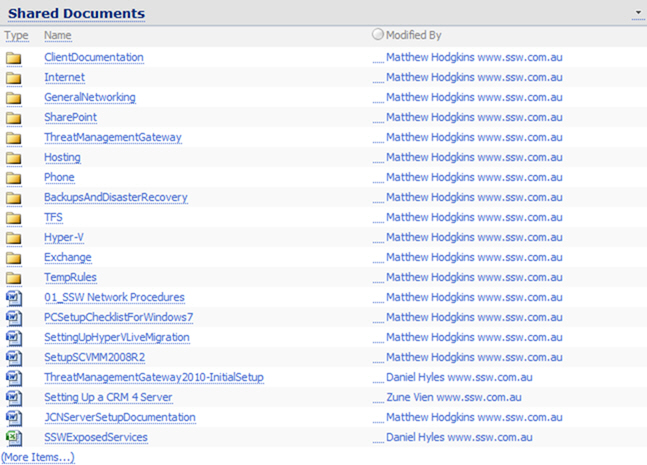 Shared Documents
Type Name Modified By
ClientDocumentation Matthew Hodgkins www.ssw.com.au
Internet Matthew Hodgkins www.ssw.com.au
GeneralNetworking Matthew Hodgkins www.ssw.com.au
SharePoint Matthew Hodgkins www.ssw.com.au
ThreatManagementGateway Matthew Hodgkins www.ssw.com.au
Hosting Matthew Hodgkins www.ssw.com.au
Phone Matthew Hodgkins www.ssw.com.au
BackupsAndDisasterRecovery Matthew Hodgkins www.ssw.com.au
TFS Matthew Hodgkins www.ssw.com.au
Hyper-V Matthew Hodgkins www.ssw.com.au
Exchange Matthew Hodgkins www.ssw.com.au
TempRules Matthew Hodgkins www.ssw.com.au
01_SSW Network Procedures Matthew Hodgkins www.ssw.com.au
PCSetupChecklistForWindows7 Matthew Hodgkins www.ssw.com.au
SettingUpHyperVLiveMigration Matthew Hodgkins www.ssw.com.au
SetupSCVMM2008R2 Matthew Hodgkins www.ssw.com.au
ThreatManagementGateway2010-InitialSetup Daniel Hyles www.ssw.com.au
Setting Up a CRM 4 Server Zune Vien www.ssw.com.au
JCNServerSetupDocumentation Matthew Hodgkins www.ssw.com.au
SSWExposedServices Daniel Hyles www.ssw.com.au
(More Items...)